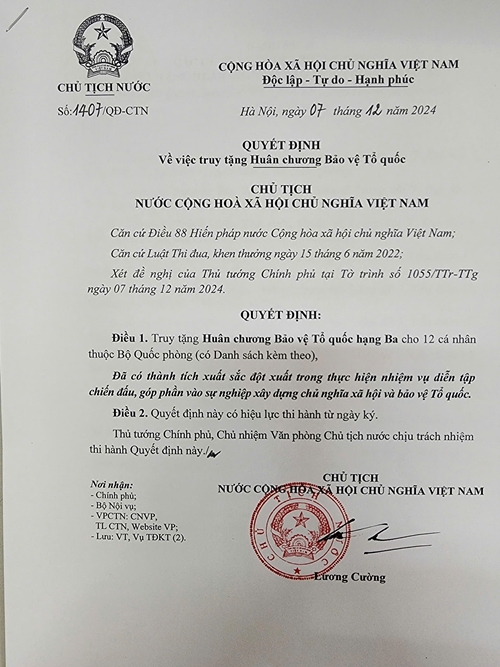 CỘNG HÒA XÃ HỘI CHỦ NGHĨA VIỆT NAM
Độc lập - Tự do - Hạnh phúc
CHỦ TỊCH NƯỚC
Số: 1407/QĐ-CTN
Hà Nội, ngày 07 tháng 12 năm 2024
QUYẾT ĐỊNH
Về việc truy tặng Huân chương Bảo vệ Tổ quốc
CHỦ TỊCH
NƯỚC CỘNG HOÀ XÃ HỘI CHỦ NGHĨA VIỆT NAM
Căn cứ Điều 88 Hiến pháp nước Cộng hòa xã hội chủ nghĩa Việt Nam;
Căn cứ Luật Thi đua, khen thưởng ngày 15 tháng 6 năm 2022;
Xét đề nghị của Thủ tướng Chính phủ tại Tờ trình số 1055/TTr-TTg
ngày 07 tháng 12 năm 2024.
QUYẾT ĐỊNH:
Điều 1. Truy tặng Huân chương Bảo vệ Tổ quốc hạng Ba cho 12 cá nhân
thuộc Bộ Quốc phòng (có Danh sách kèm theo),
Đã có thành tích xuất sắc đột xuất trong thực hiện nhiệm vụ diễn tập
chiến đấu, góp phần vào sự nghiệp xây dựng chủ nghĩa xã hội và bảo vệ Tổ quốc.
Điều 2. Quyết định này có hiệu lực thi hành từ ngày ký.
Thủ tướng Chính phủ, Chủ nhiệm Văn phòng Chủ tịch nước chịu trách nhiệm
thi hành Quyết định này./
Nơi nhận:
- Chính phủ;
- Bộ Nội vụ;
- VPCTN: CNVP,
TL CTN, Website VP;
- Lưu: VT, Vụ TĐKT (2).
CHỦ TỊCH
NƯỚC CỘNG HÒA XÃ HỘI CHỦ NGHĨA VIỆT NAM
CHỦ TỊCH NƯỚC
Lương Cường